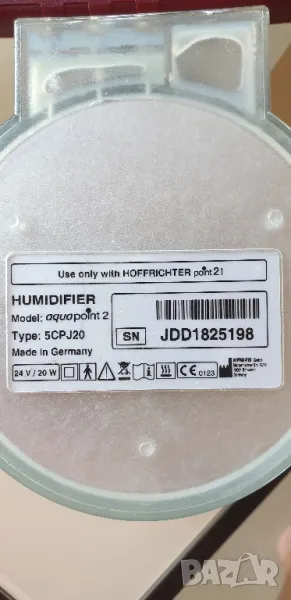 Use only with HOFFRICHTER point 2!
HUMIDIFIER
Model: aquapoint 2
Type: 5CPJ20
Made in Germany
SN JDD1825198
24 V / 20 W
CE 0123
BAZAR